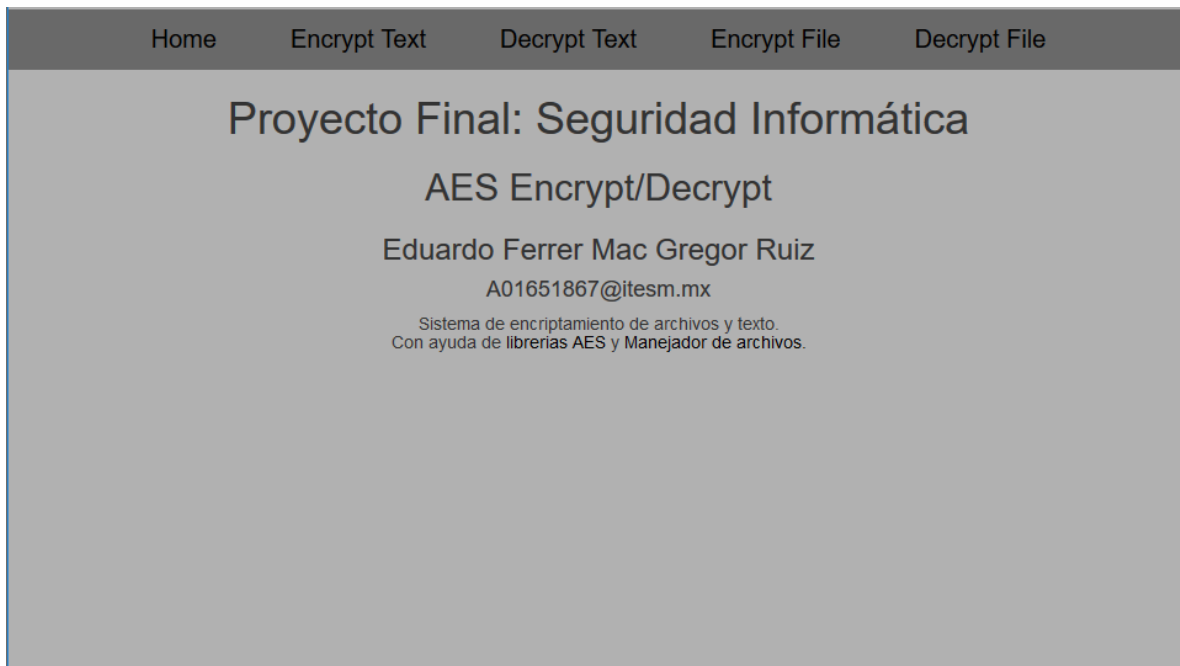 Home Encrypt Text Decrypt Text Encrypt File Decrypt File
Proyecto Final: Seguridad Informática
AES Encrypt/Decrypt
Eduardo Ferrer Mac Gregor Ruiz
A01651867@itesm.mx
Sistema de encriptamiento de archivos y texto.
Con ayuda de librerias AES y Manejador de archivos.